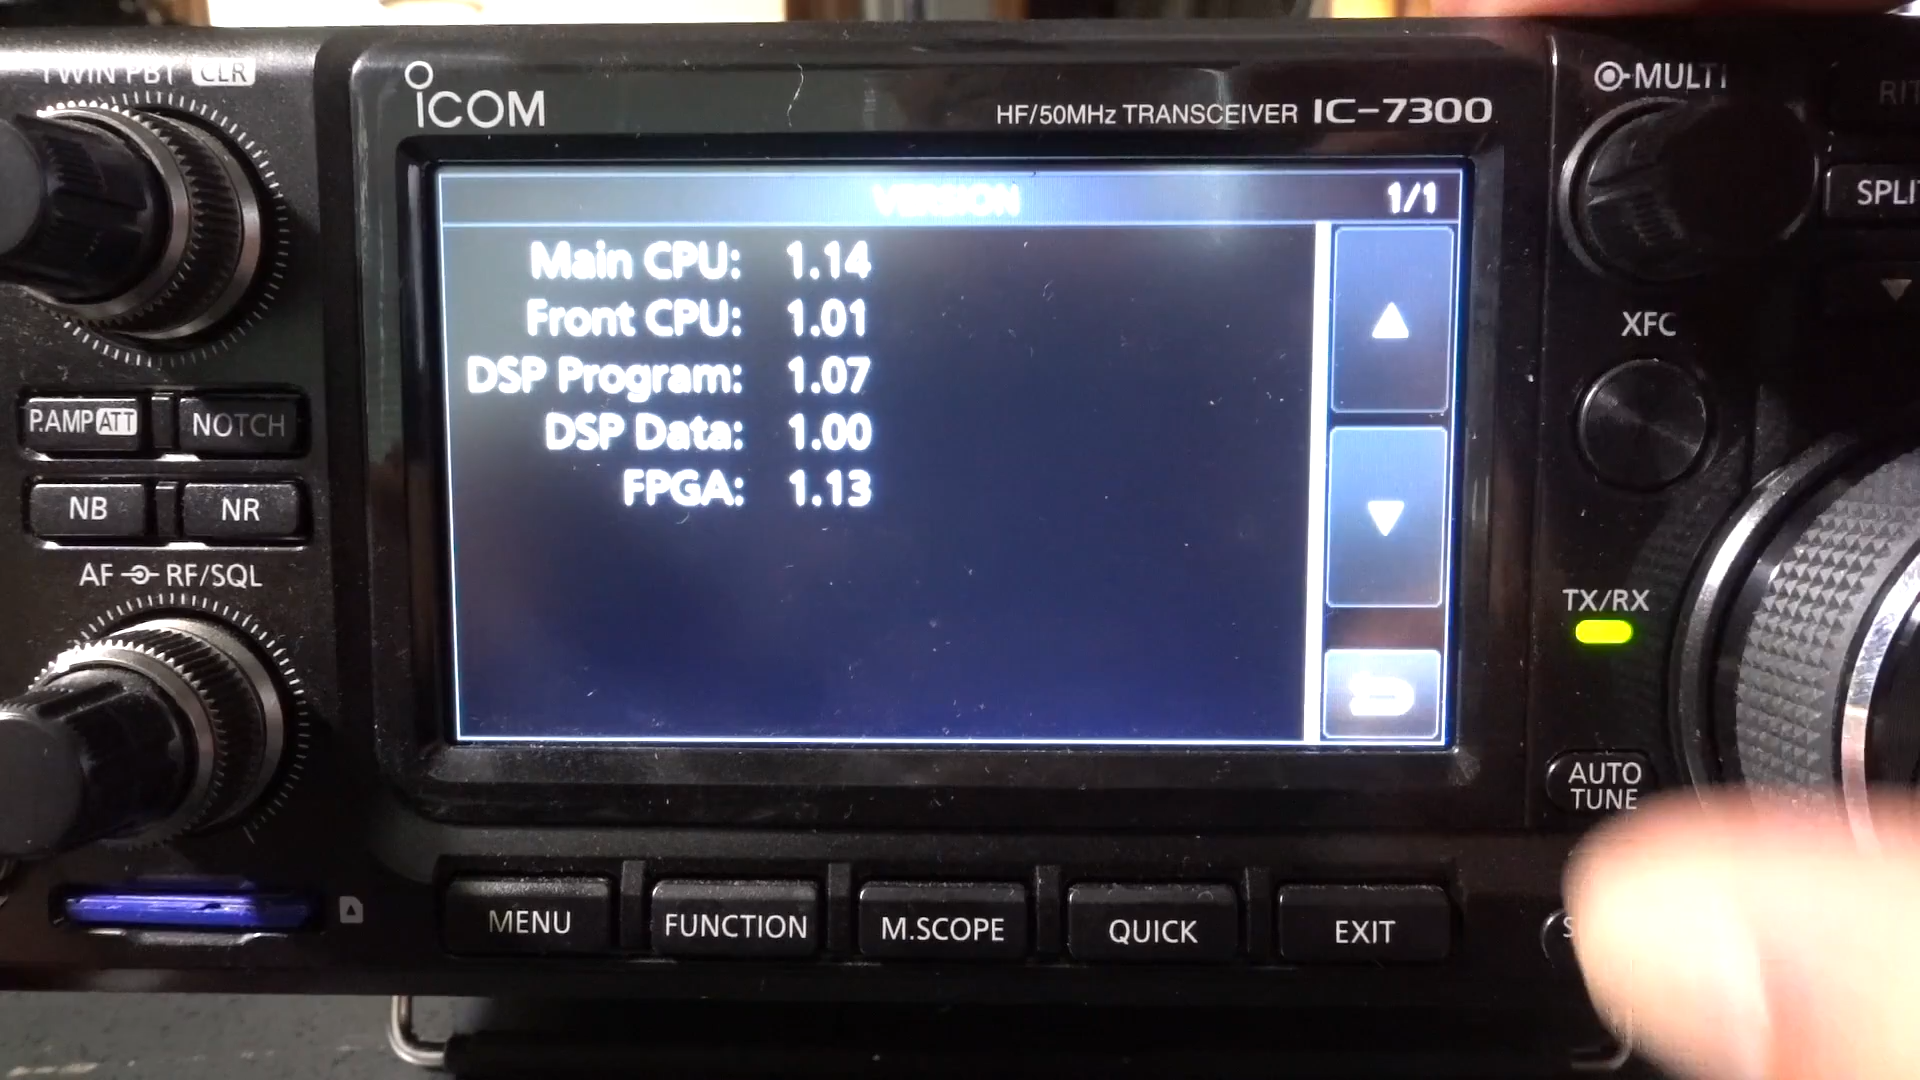 TWIN PBT CLR
ICOM
HF/50MHz TRANSCEIVER IC-7300
MULTI
RIT
SPLIT
VERSION 1/1
Main CPU: 1.14
Front CPU: 1.01
DSP Program: 1.07
DSP Data: 1.00
FPGA: 1.13
P.AMP ATT
NOTCH
NB
NR
AF RF/SQL
XFC
TX/RX
AUTO
TUNE
MENU
FUNCTION
M.SCOPE
QUICK
EXIT